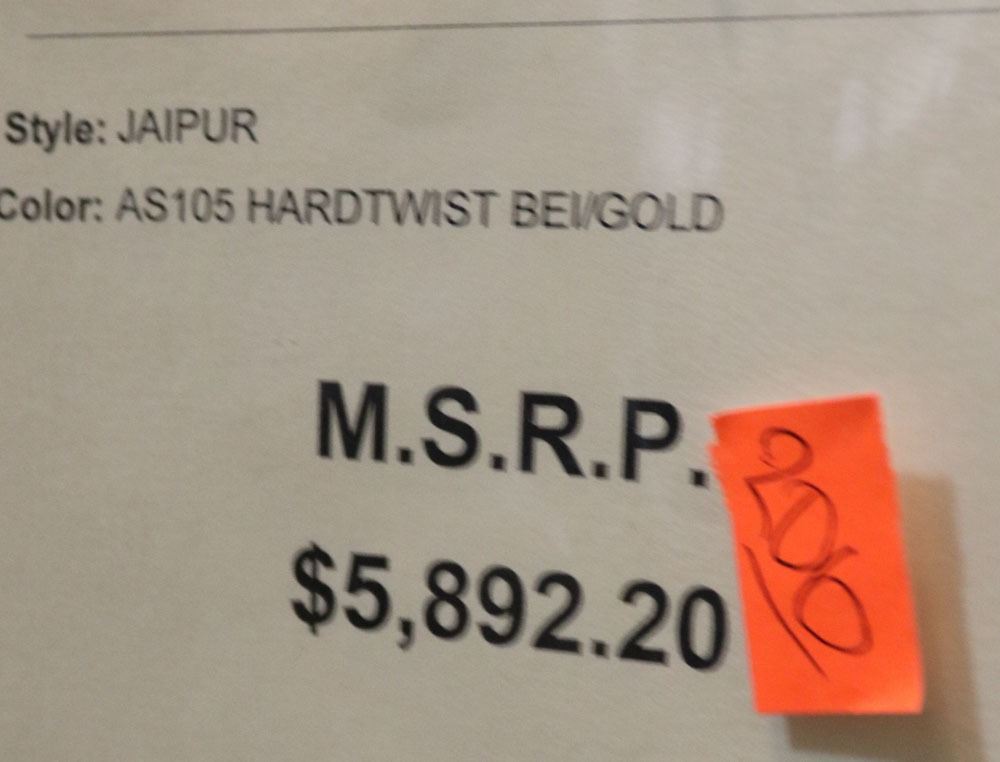 Style: JAIPUR
Color: AS105 HARDTWIST BEI/GOLD
M.S.R.P.
$5,892.20